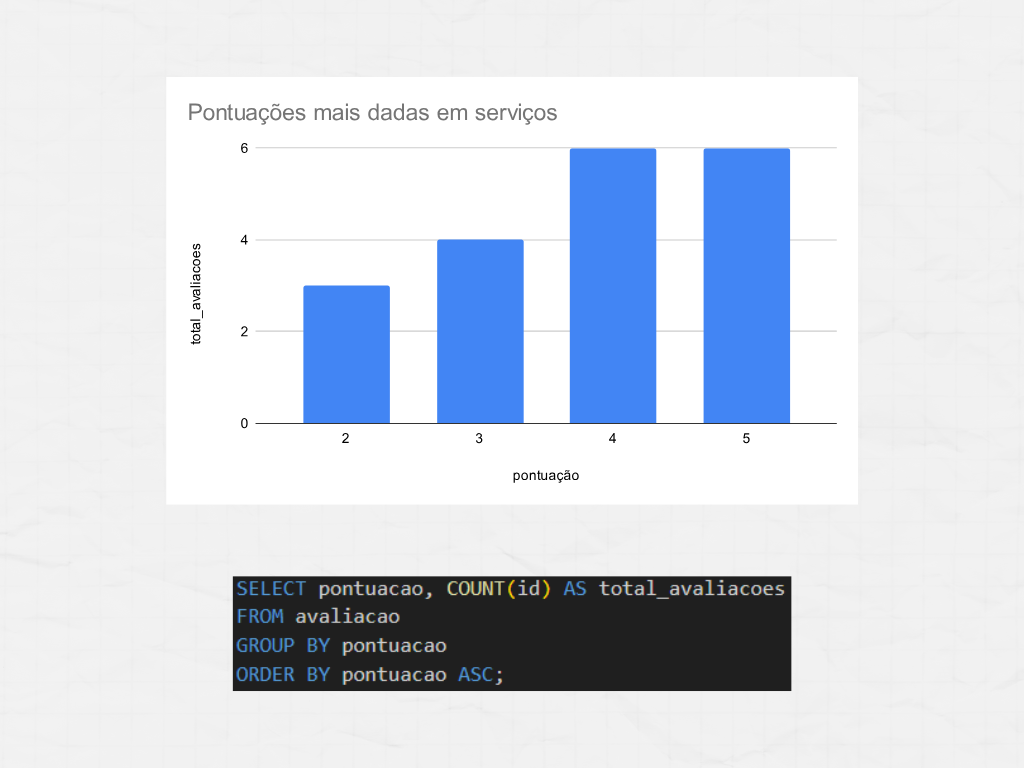 Pontuações mais dadas em serviços
6
4
2
0
total_avaliacoes
2 3 4 5
pontuação
SELECT pontuacao, COUNT(id) AS total_avaliacoes
FROM avaliacao
GROUP BY pontuacao
ORDER BY pontuacao ASC;